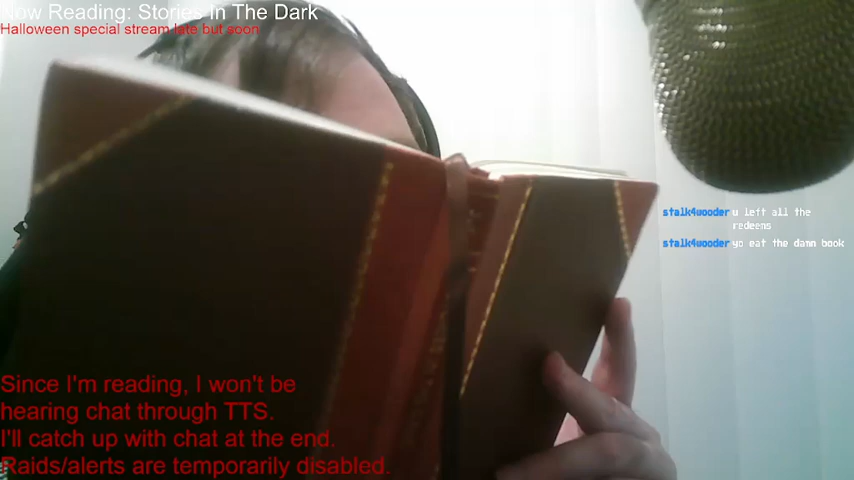 Now Reading: Stories In The Dark
Halloween special stream late but soon
stalk4wooder u left all the
redeems
stalk4wooder yo eat the damn book
Since I'm reading, I won't be
hearing chat through TTS.
I'll catch up with chat at the end.
Raids/alerts are temporarily disabled.